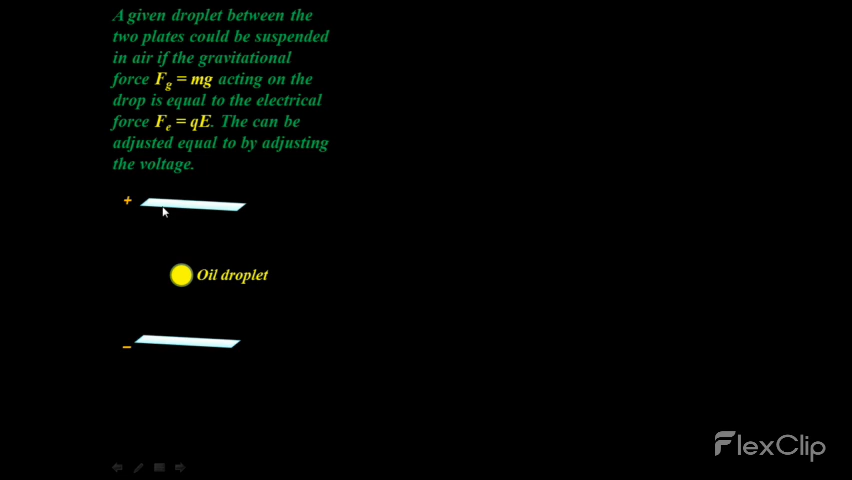 A given droplet between the
two plates could be suspended
in air if the gravitational
force Fg = mg acting on the
drop is equal to the electrical
force Fe = qE. The can be
adjusted equal to by adjusting
the voltage.
+
Oil droplet
–
FlexClip